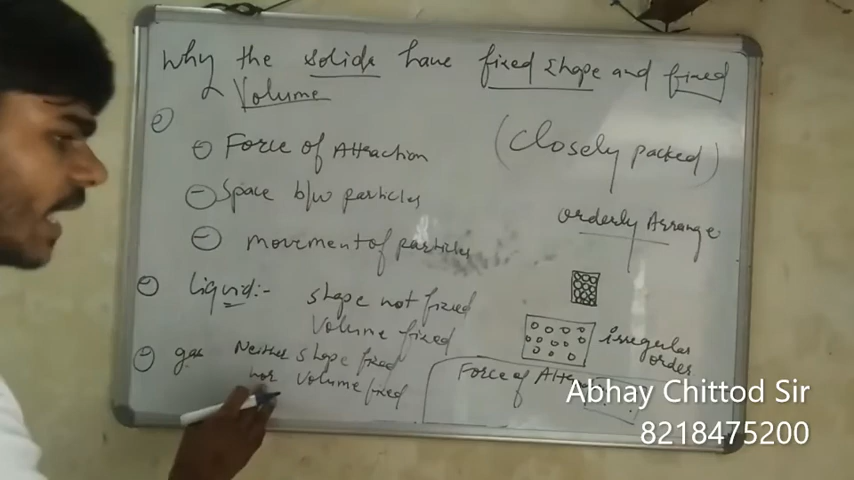 Why the solids have fixed shape and fixed
Volume
Force of Attraction
(Closely packed)
Space b/w particles
orderly Arrange
movement of particles
Liquid:- shape not fixed
Volume fixed
irregular
order
gas Neither shape fixed
nor volume fixed
Force of
Abhay Chittod Sir
8218475200